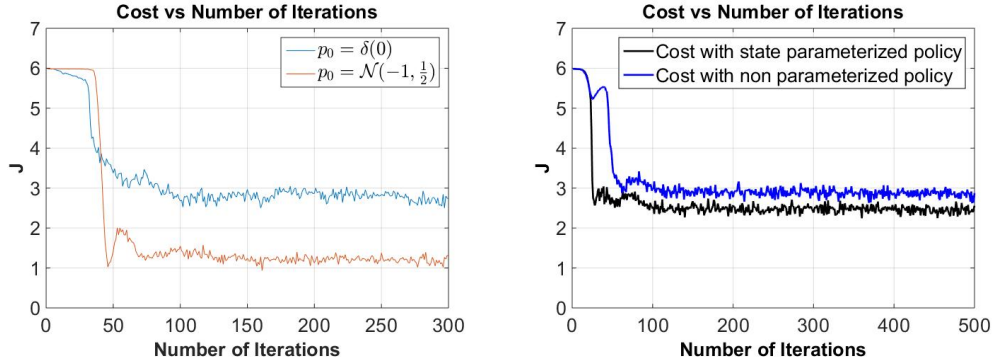 Cost vs Number of Iterations
7
6
5
4
3
2
1
0
J
p₀ = δ(0)
p₀ = 𝒩(−1, ½)
0 50 100 150 200 250 300
Number of Iterations
Cost vs Number of Iterations
7
6
5
4
3
2
1
0
J
Cost with state parameterized policy
Cost with non parameterized policy
0 100 200 300 400 500
Number of Iterations